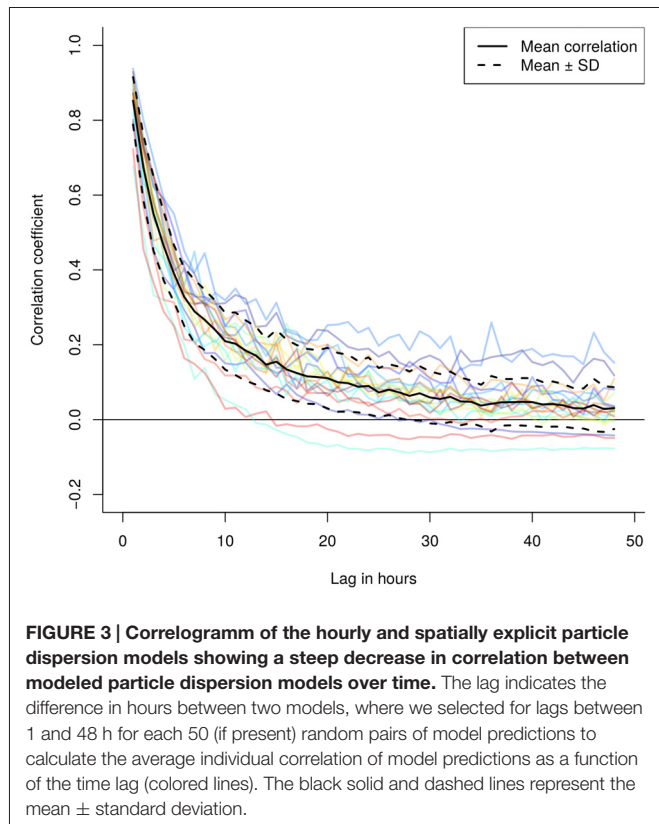 Mean correlation
Mean ± SD
1.0
0.8
0.6
0.4
0.2
0.0
−0.2
Correlation coefficient
0 10 20 30 40 50
Lag in hours
FIGURE 3 | Correlogramm of the hourly and spatially explicit particle
dispersion models showing a steep decrease in correlation between
modeled particle dispersion models over time. The lag indicates the
difference in hours between two models, where we selected for lags between
1 and 48 h for each 50 (if present) random pairs of model predictions to
calculate the average individual correlation of model predictions as a function
of the time lag (colored lines). The black solid and dashed lines represent the
mean ± standard deviation.